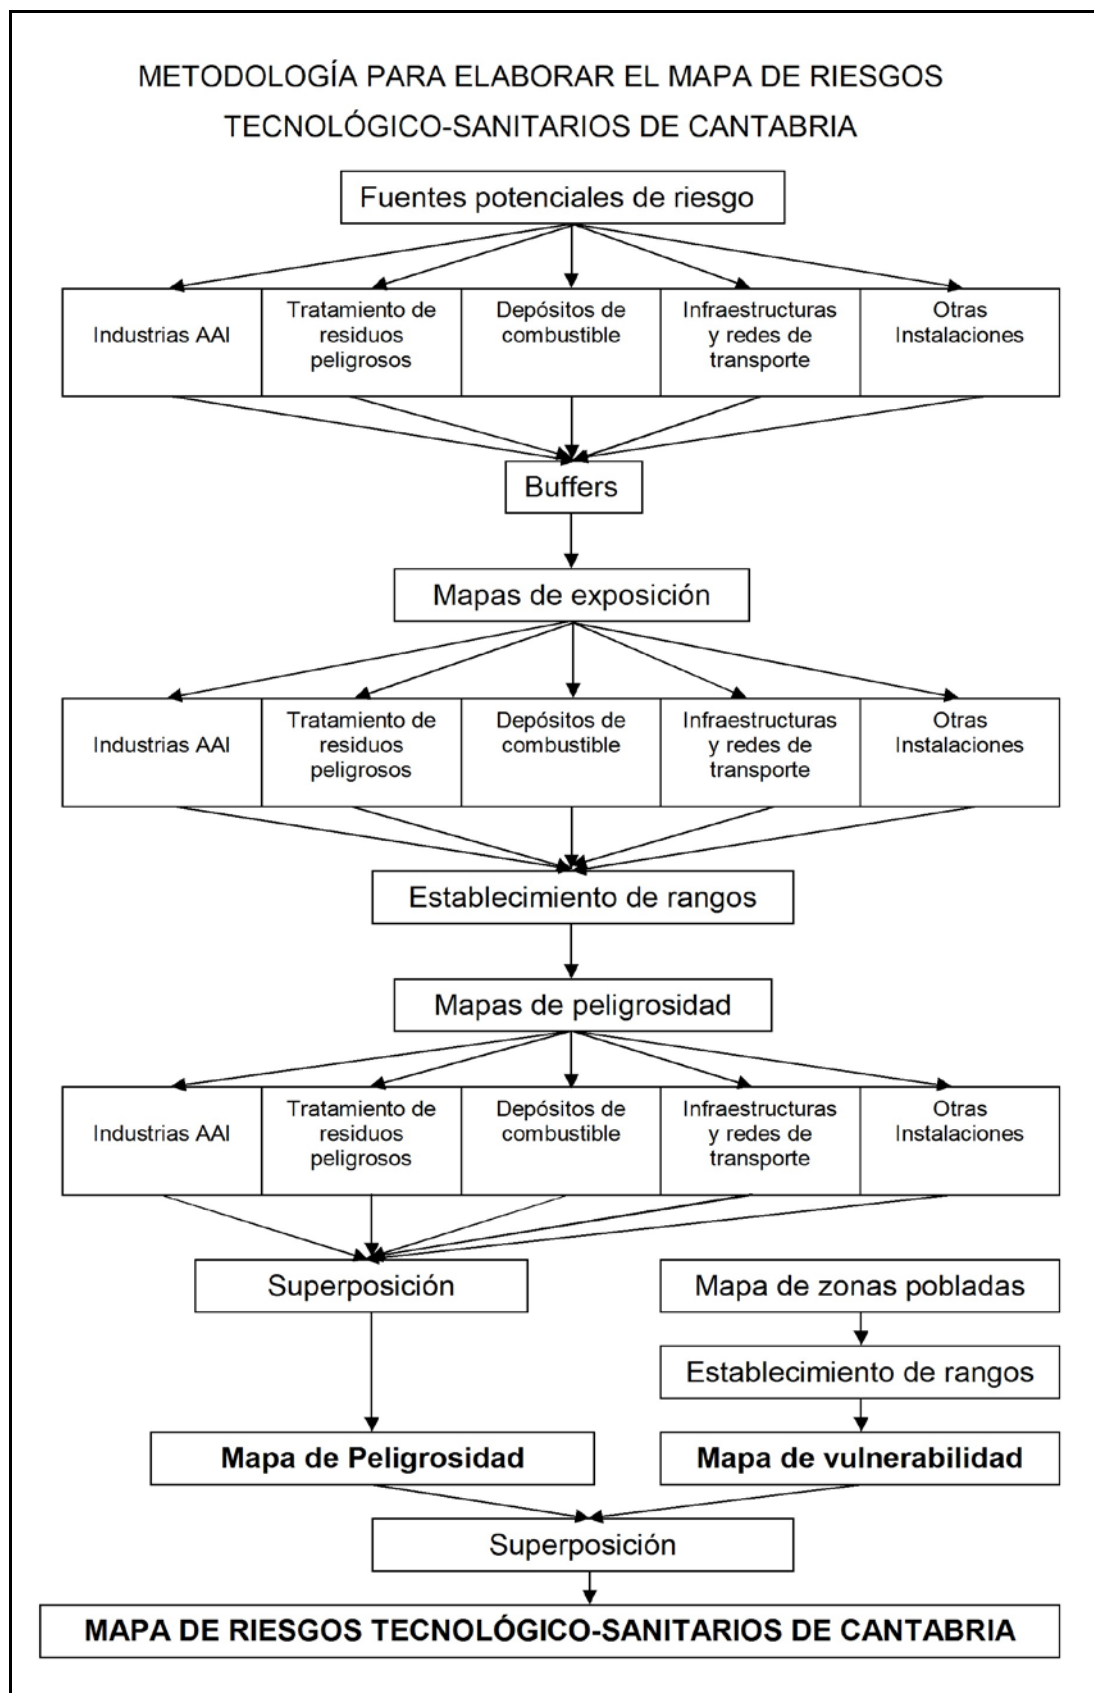 METODOLOGÍA PARA ELABORAR EL MAPA DE RIESGOS
TECNOLÓGICO-SANITARIOS DE CANTABRIA
Fuentes potenciales de riesgo
Industrias AAI
Tratamiento de
residuos
peligrosos
Depósitos de
combustible
Infraestructuras
y redes de
transporte
Otras
Instalaciones
Buffers
Mapas de exposición
Industrias AAI
Tratamiento de
residuos
peligrosos
Depósitos de
combustible
Infraestructuras
y redes de
transporte
Otras
Instalaciones
Establecimiento de rangos
Mapas de peligrosidad
Industrias AAI
Tratamiento de
residuos
peligrosos
Depósitos de
combustible
Infraestructuras
y redes de
transporte
Otras
Instalaciones
Superposición
Mapa de zonas pobladas
Establecimiento de rangos
Mapa de Peligrosidad
Mapa de vulnerabilidad
Superposición
MAPA DE RIESGOS TECNOLÓGICO-SANITARIOS DE CANTABRIA